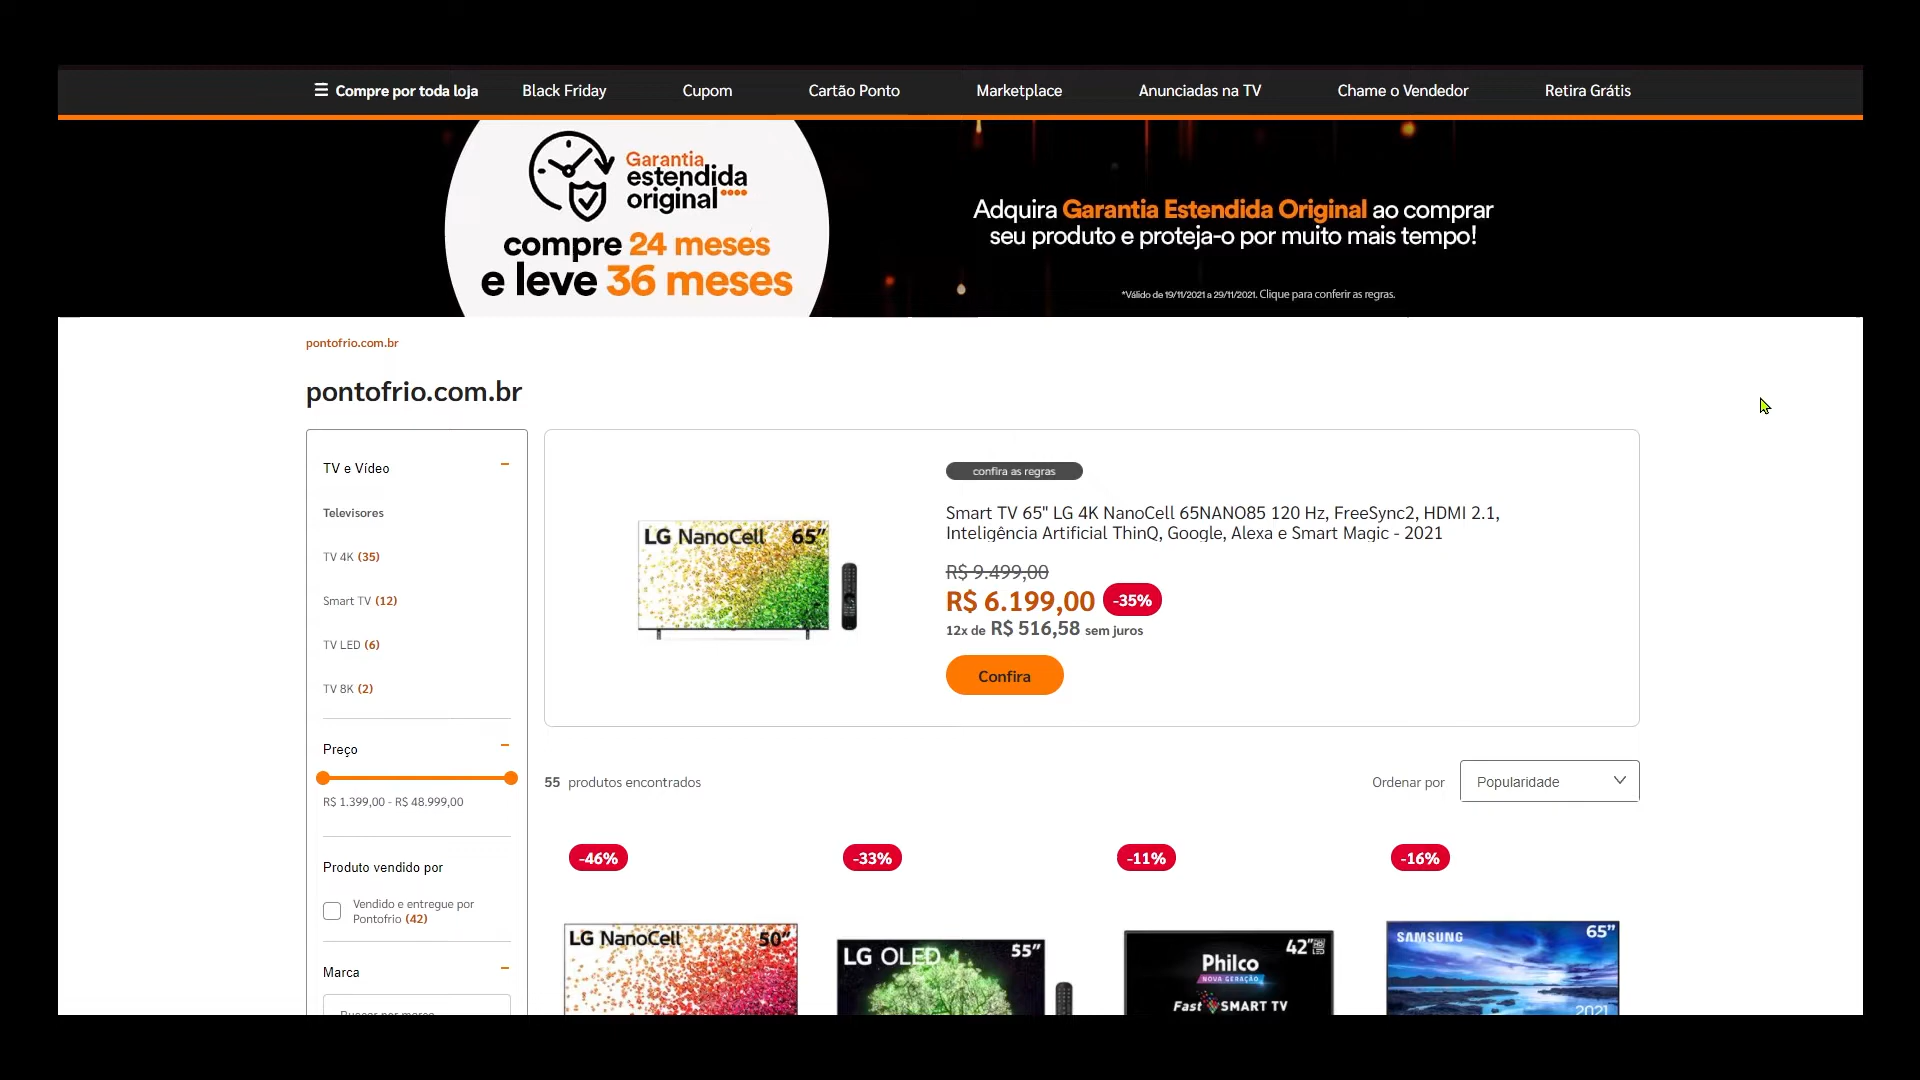 ☰ Compre por toda loja Black Friday Cupom Cartão Ponto Marketplace Anunciadas na TV Chame o Vendedor Retira Grátis
Garantia
estendida
original
compre 24 meses
e leve 36 meses
Adquira Garantia Estendida Original ao comprar
seu produto e proteja-o por muito mais tempo!
*Válido de 19/11/2021 a 29/11/2021. Clique para conferir as regras.
pontofrio.com.br
pontofrio.com.br
TV e Vídeo
Televisores
TV 4K (35)
Smart TV (12)
TV LED (6)
TV 8K (2)
Preço
R$ 1.399,00 - R$ 48.999,00
Produto vendido por
Vendido e entregue por
Pontofrio (42)
Marca
LG NanoCell 65”
confira as regras
Smart TV 65" LG 4K NanoCell 65NANO85 120 Hz, FreeSync2, HDMI 2.1,
Inteligência Artificial ThinQ, Google, Alexa e Smart Magic - 2021
R$ 9.499,00
R$ 6.199,00 -35%
12x de R$ 516,58 sem juros
Confira
55 produtos encontrados
Ordenar por Popularidade
-46% -33% -11% -16%
LG NanoCell 50”
LG OLED 55”
42”
Philco
NOVA GERAÇÃO
Fast SMART TV
SAMSUNG 65”
2021